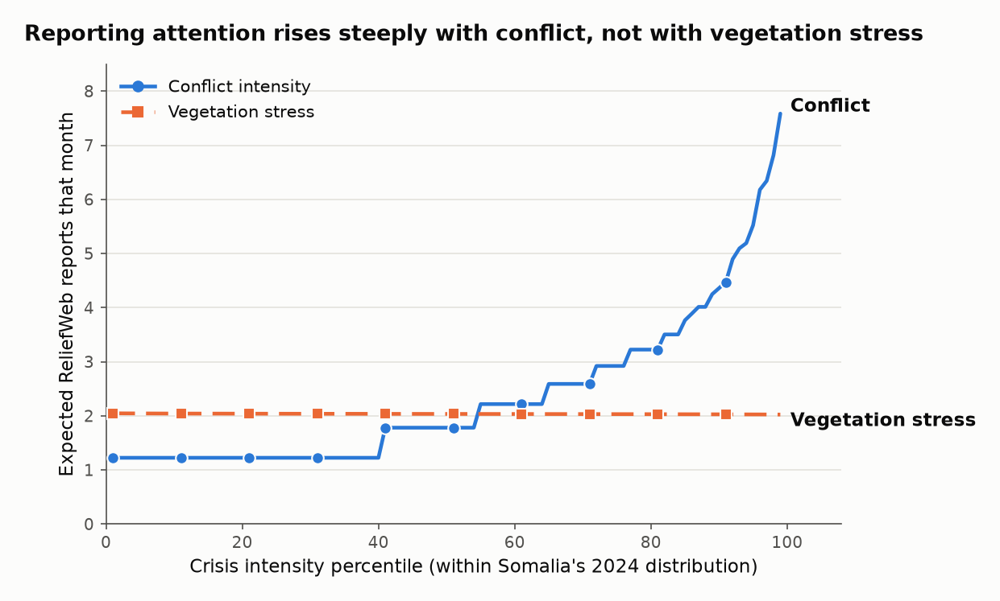 Reporting attention rises steeply with conflict, not with vegetation stress
Conflict intensity
Vegetation stress
Conflict
Vegetation stress
Expected ReliefWeb reports that month
8
7
6
5
4
3
2
1
0
0 20 40 60 80 100
Crisis intensity percentile (within Somalia's 2024 distribution)